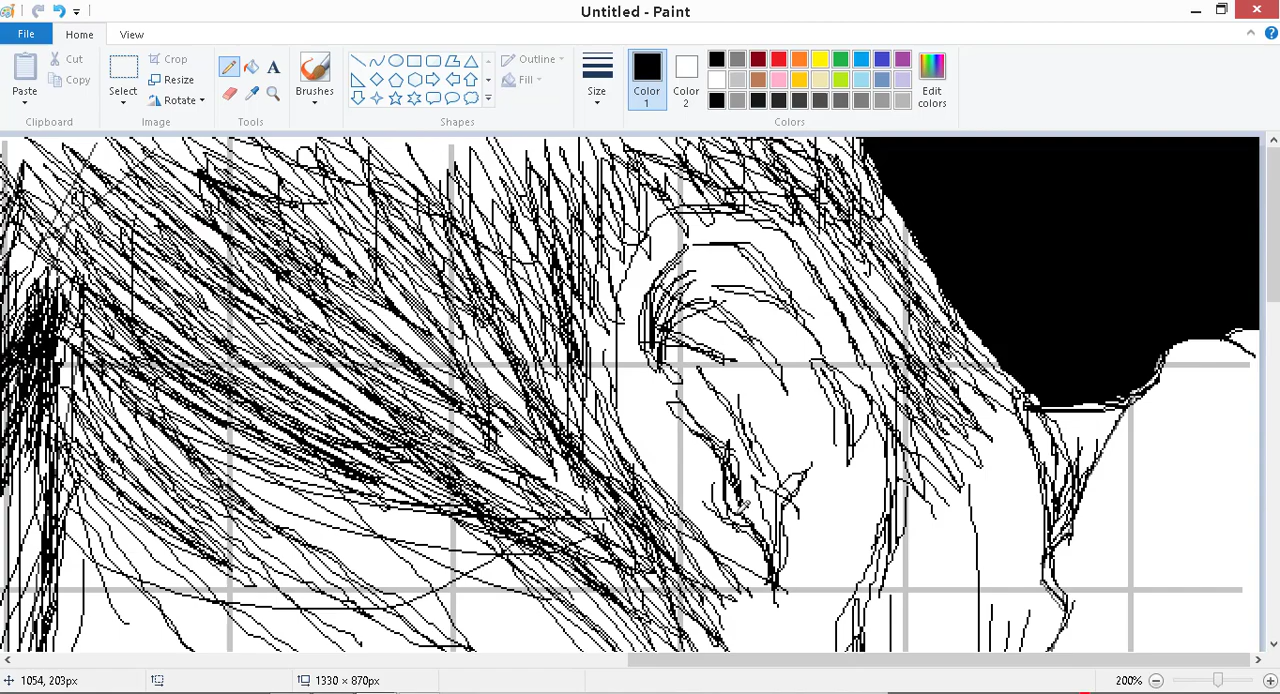 Untitled - Paint
File Home View
Paste
Cut
Copy
Clipboard
Crop
Resize
Rotate
Image
A
Tools
Brushes
Outline
Fill
Shapes
Size
Color
1
Color
2
Edit
colors
Colors
1054, 203px
1330 × 870px
200%